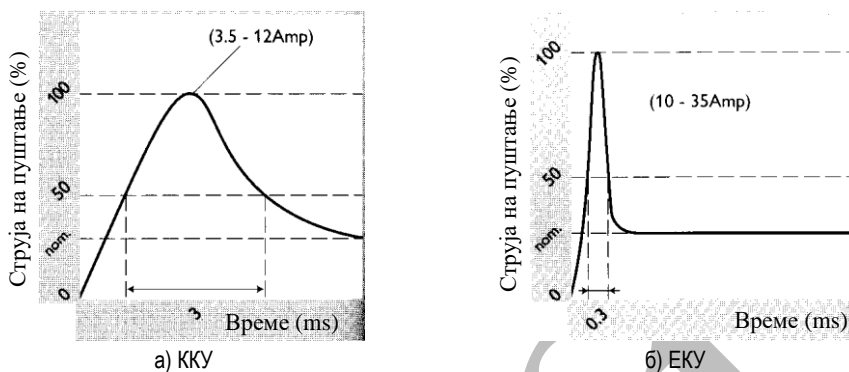 Струја на пуштање (%)
100
50
nom.
0
(3.5 - 12Amp)
3
Време (ms)
а) ККУ
Струја на пуштање (%)
100
50
nom.
0
(10 - 35Amp)
0.3
Време (ms)
б) ЕКУ